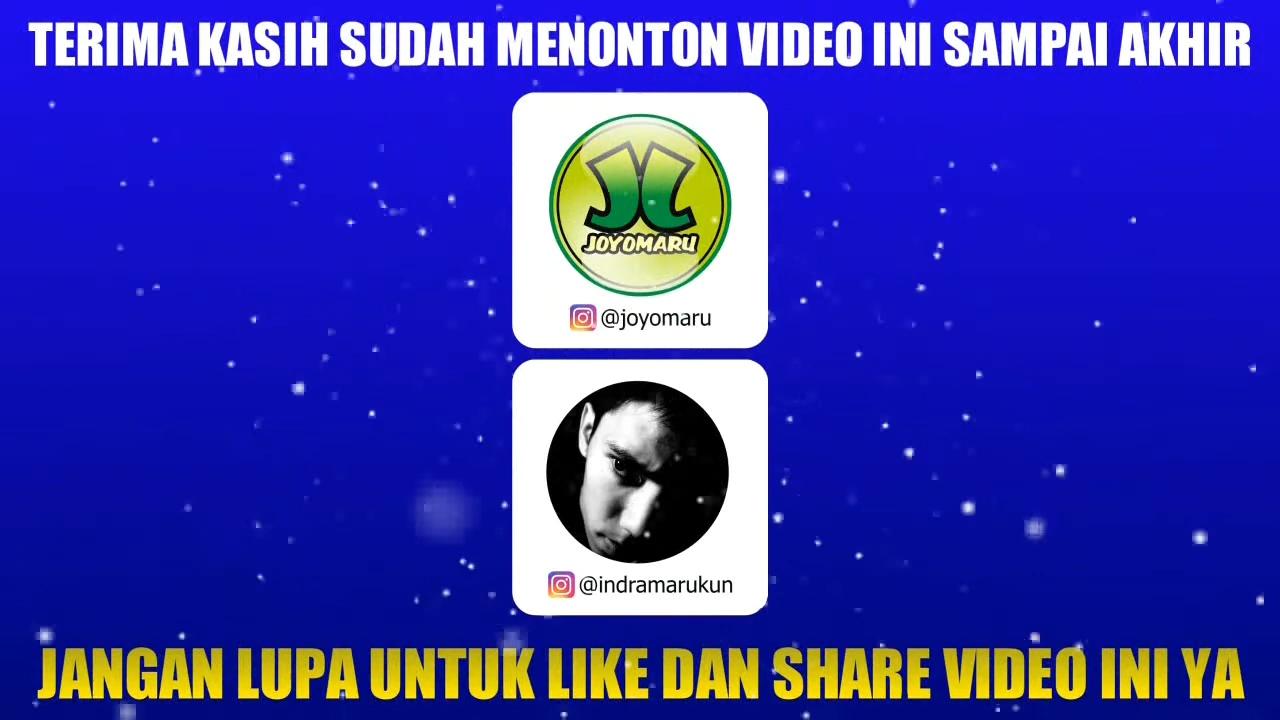 TERIMA KASIH SUDAH MENONTON VIDEO INI SAMPAI AKHIR
JOYOMARU
@joyomaru
@indramarukun
JANGAN LUPA UNTUK LIKE DAN SHARE VIDEO INI YA